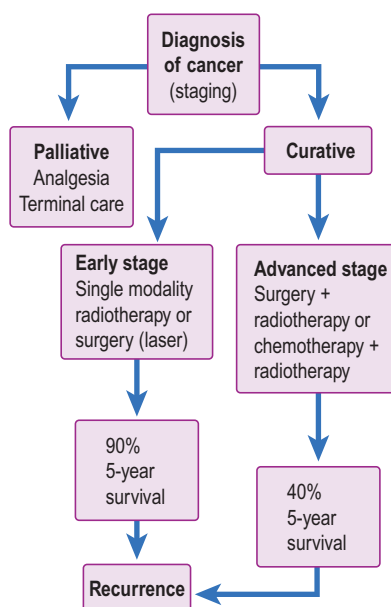 Diagnosis
of cancer
(staging)
Palliative
Analgesia
Terminal care
Curative
Early stage
Single modality
radiotherapy or
surgery (laser)
Advanced stage
Surgery +
radiotherapy or
chemotherapy +
radiotherapy
90%
5-year
survival
40%
5-year
survival
Recurrence